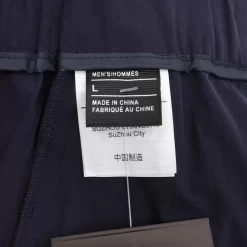 MEN'S/HOMMES
L
MADE IN CHINA
FABRIQUÉ AU CHINE
SuZhou City
中国制造